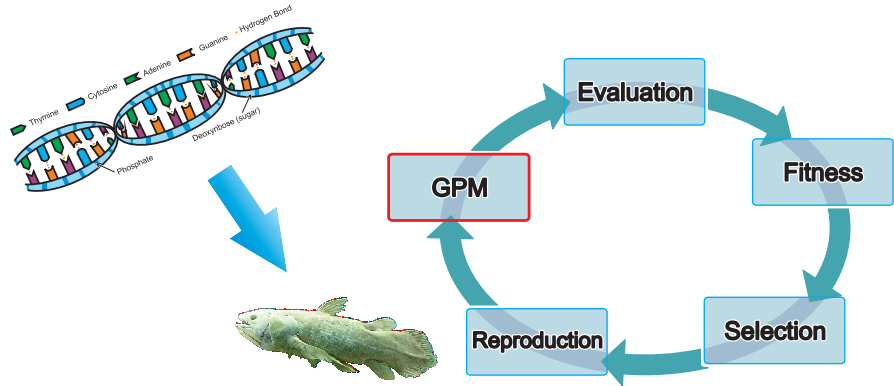 Hydrogen Bond
Guanine
Adenine
Cytosine
Thymine
Deoxyribose (sugar)
Phosphate
Evaluation
GPM
Fitness
Reproduction
Selection